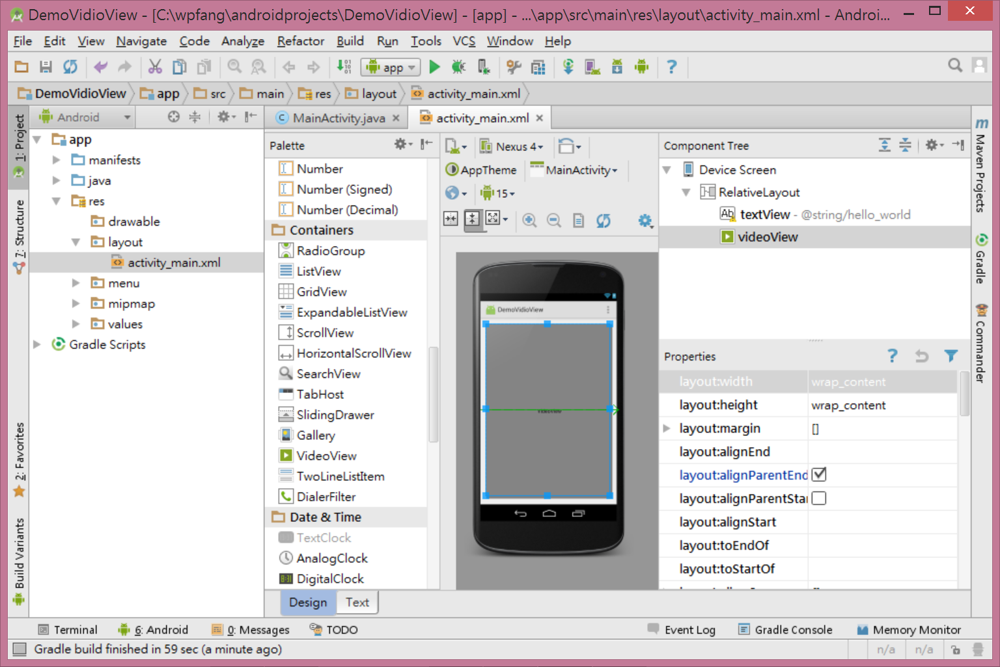 DemoVidioView - [C:\wpfang\androidprojects\DemoVidioView] - [app] - ...\app\src\main\res\layout\activity_main.xml - Androi...
File Edit View Navigate Code Analyze Refactor Build Run Tools VCS Window Help
app
DemoVidioView app src main res layout activity_main.xml
1: Project
7: Structure
2: Favorites
Build Variants
Android
app
manifests
java
res
drawable
layout
activity_main.xml
menu
mipmap
values
Gradle Scripts
MainActivity.java
activity_main.xml
Palette
Number
Number (Signed)
Number (Decimal)
Containers
RadioGroup
ListView
GridView
ExpandableListView
ScrollView
HorizontalScrollView
SearchView
TabHost
SlidingDrawer
Gallery
VideoView
TwoLineListItem
DialerFilter
Date & Time
TextClock
AnalogClock
DigitalClock
Design Text
Nexus 4
AppTheme MainActivity
15
DemoVidioView
VideoView
Component Tree
Device Screen
RelativeLayout
Ab textView - @string/hello_world
videoView
Properties
layout:width wrap_content
layout:height wrap_content
layout:margin []
layout:alignEnd
layout:alignParentEnd
layout:alignParentStar
layout:alignStart
layout:toEndOf
layout:toStartOf
m Maven Projects
Gradle
Commander
Terminal 6: Android 0: Messages TODO Event Log Gradle Console Memory Monitor
Gradle build finished in 59 sec (a minute ago) n/a n/a